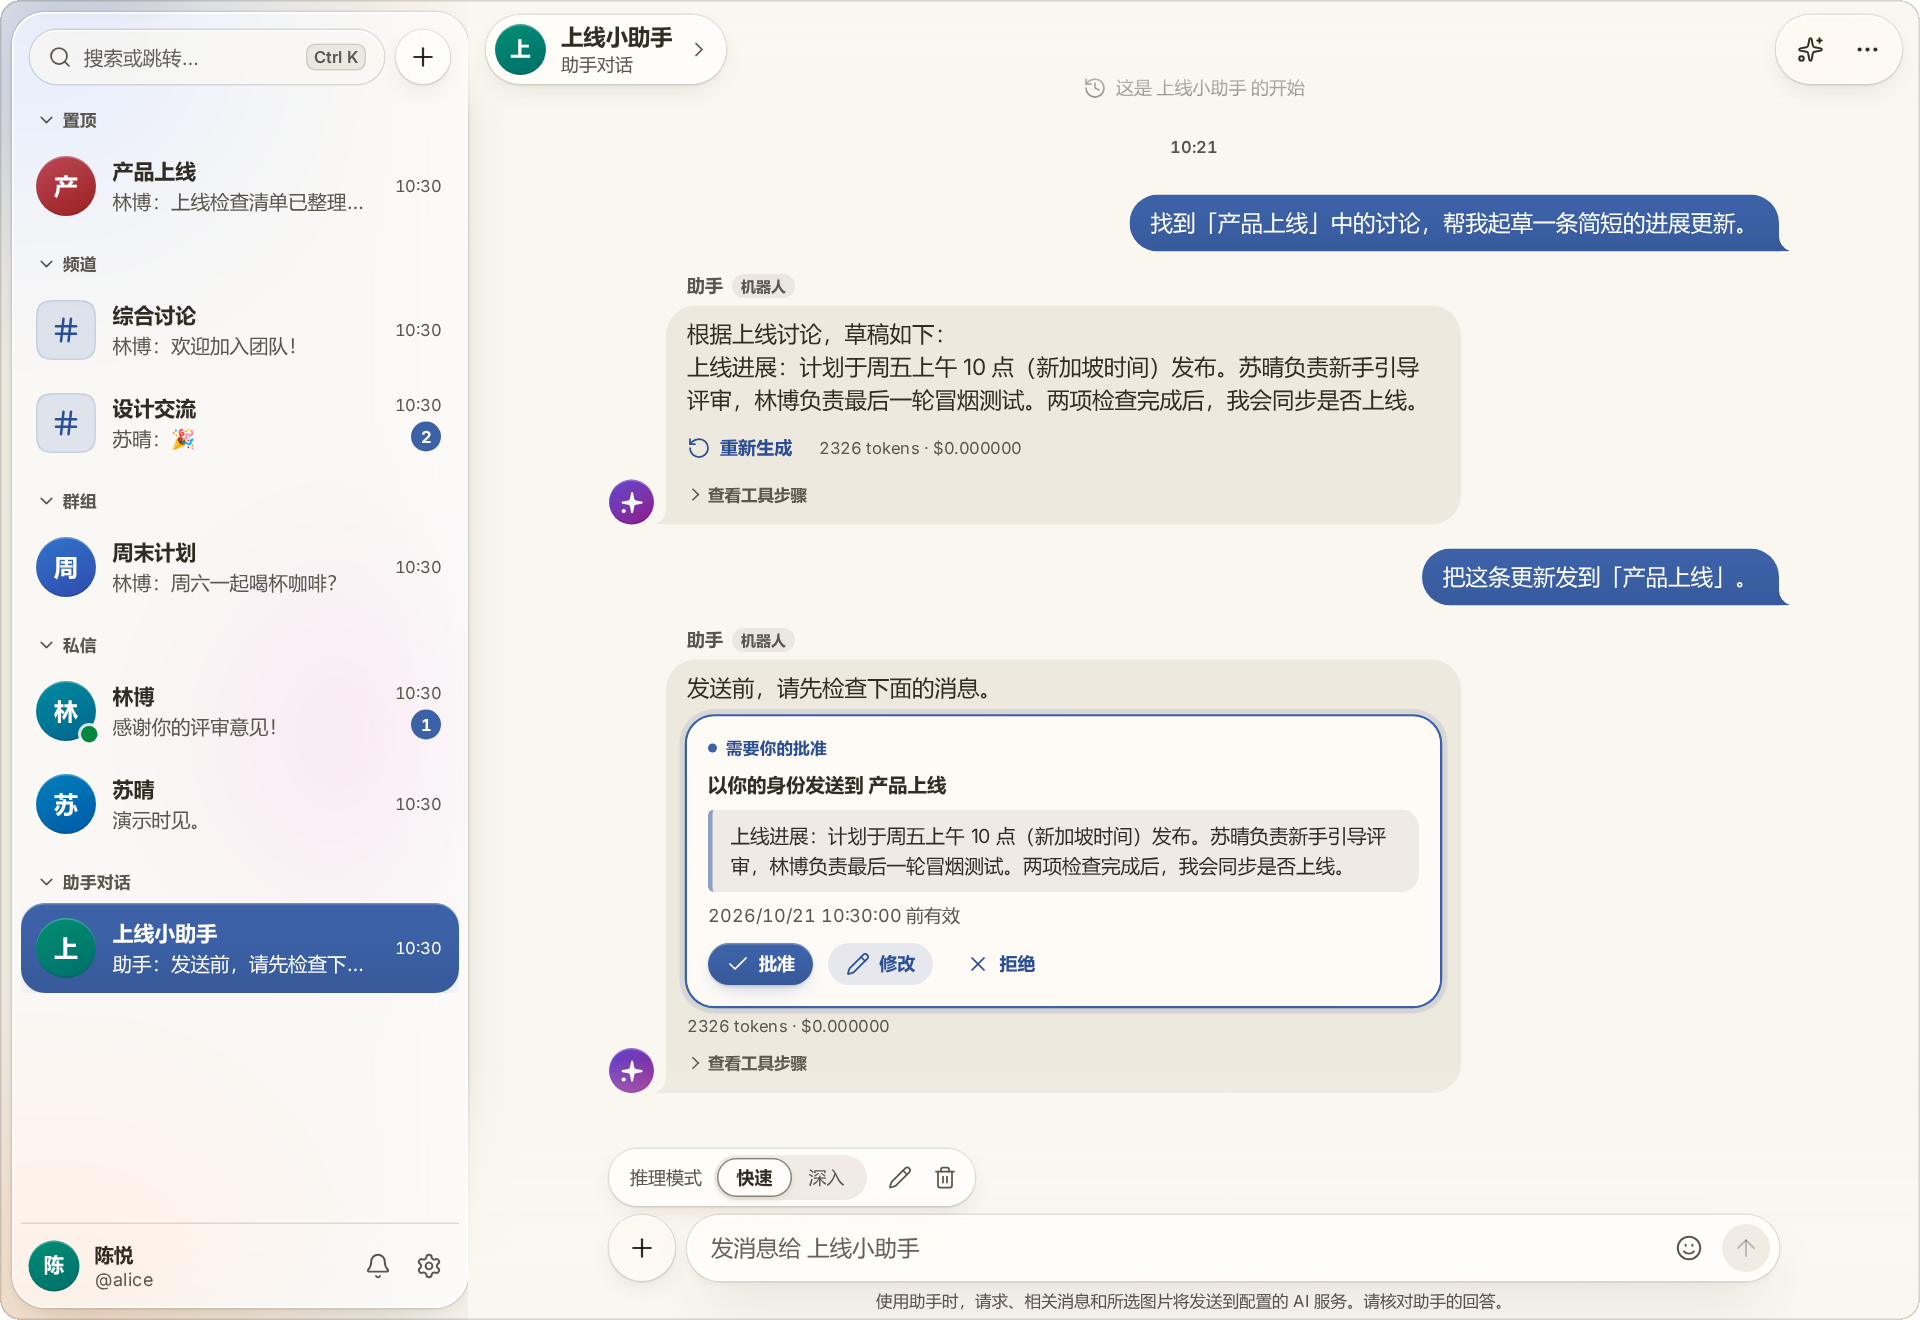 搜索或跳转...
Ctrl K
置顶
产
产品上线
10:30
林博：上线检查清单已整理...
频道
综合讨论
10:30
林博：欢迎加入团队！
设计交流
10:30
苏晴：🎉
2
群组
周
周末计划
10:30
林博：周六一起喝杯咖啡？
私信
林
林博
10:30
感谢你的评审意见！
1
苏
苏晴
10:30
演示时见。
助手对话
上
上线小助手
10:30
助手：发送前，请先检查下...
陈
陈悦
@alice
上
上线小助手
助手对话
这是 上线小助手 的开始
10:21
找到「产品上线」中的讨论，帮我起草一条简短的进展更新。
助手 机器人
根据上线讨论，草稿如下：
上线进展：计划于周五上午 10 点（新加坡时间）发布。苏晴负责新手引导
评审，林博负责最后一轮冒烟测试。两项检查完成后，我会同步是否上线。
重新生成 2326 tokens · $0.000000
查看工具步骤
把这条更新发到「产品上线」。
助手 机器人
发送前，请先检查下面的消息。
需要你的批准
以你的身份发送到 产品上线
上线进展：计划于周五上午 10 点（新加坡时间）发布。苏晴负责新手引导评
审，林博负责最后一轮冒烟测试。两项检查完成后，我会同步是否上线。
2026/10/21 10:30:00 前有效
批准 修改 拒绝
2326 tokens · $0.000000
查看工具步骤
推理模式 快速 深入
发消息给 上线小助手
使用助手时，请求、相关消息和所选图片将发送到配置的 AI 服务。请核对助手的回答。